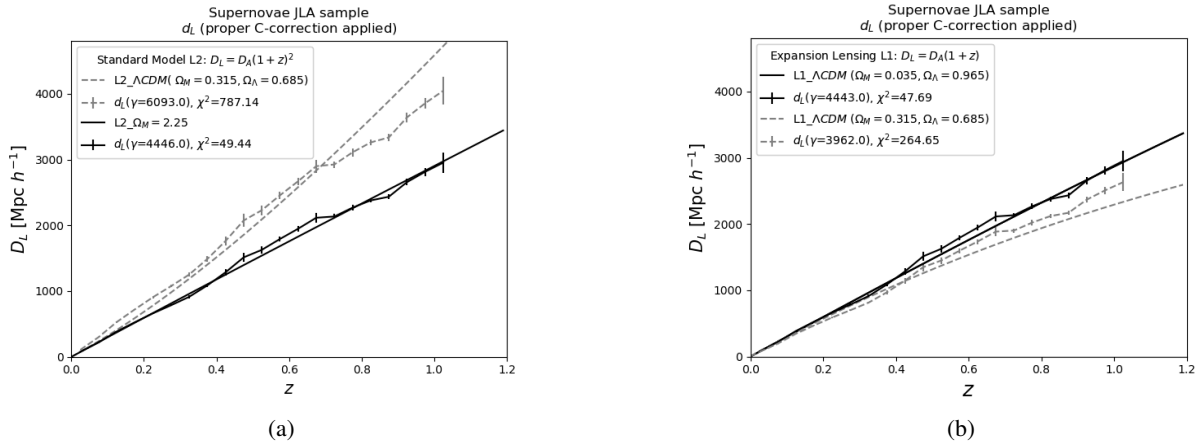 Supernovae JLA sample
d_L (proper C-correction applied)
Standard Model L2: D_L = D_A(1 + z)^2
L2_ΛCDM( Ω_M = 0.315, Ω_Λ = 0.685)
d_L(γ=6093.0), χ^2=787.14
L2_Ω_M = 2.25
d_L(γ=4446.0), χ^2=49.44
D_L [Mpc h^-1]
4000
3000
2000
1000
0
0.0 0.2 0.4 0.6 0.8 1.0 1.2
z
(a)
Supernovae JLA sample
d_L (proper C-correction applied)
Expansion Lensing L1: D_L = D_A(1 + z)
L1_ΛCDM (Ω_M = 0.035, Ω_Λ = 0.965)
d_L(γ=4443.0), χ^2=47.69
L1_ΛCDM (Ω_M = 0.315, Ω_Λ = 0.685)
d_L(γ=3962.0), χ^2=264.65
D_L [Mpc h^-1]
4000
3000
2000
1000
0
0.0 0.2 0.4 0.6 0.8 1.0 1.2
z
(b)